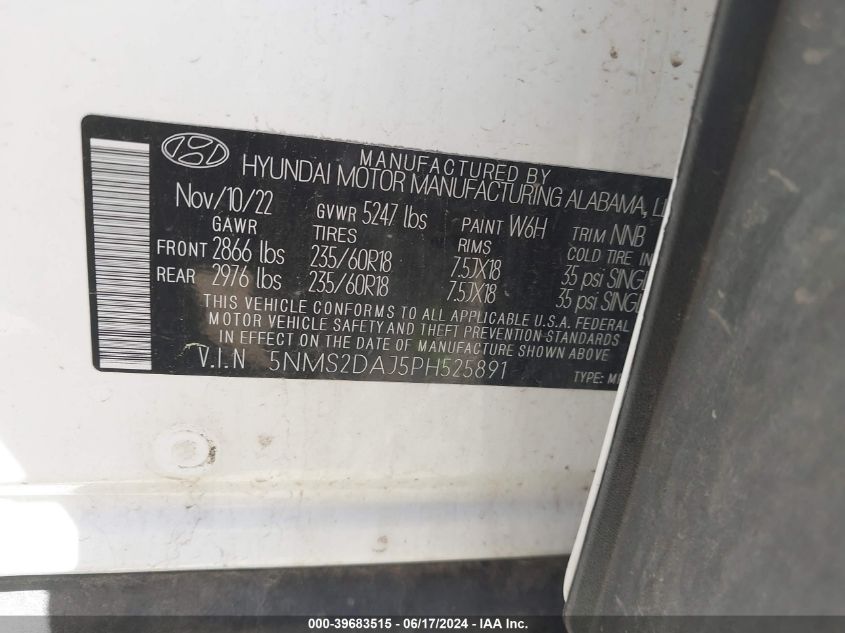 MANUFACTURED BY
HYUNDAI MOTOR MANUFACTURING ALABAMA,
Nov/10/22 GVWR 5247 lbs PAINT W6H TRIM NNB
GAWR TIRES RIMS COLD TIRE
FRONT 2866 lbs 235/60R18 7.5JX18 35 psi
REAR 2976 lbs 235/60R18 7.5JX18 35 psi
THIS VEHICLE CONFORMS TO ALL APPLICABLE U.S.A. FEDERAL
MOTOR VEHICLE SAFETY AND THEFT PREVENTION STANDARDS
IN EFFECT ON THE DATE OF MANUFACTURE SHOWN ABOVE
V.I.N 5NMS2DAJ5PH525891
TYPE:
000-39683515 - 06/17/2024 - IAA, Inc.